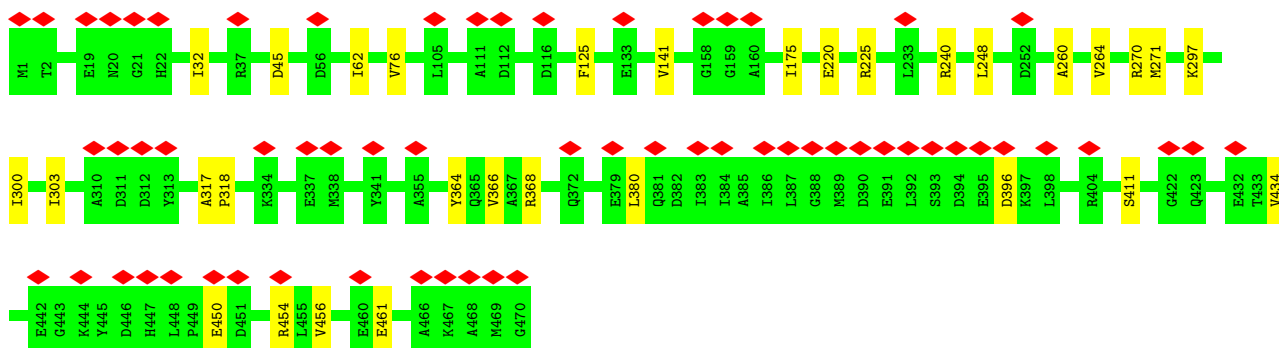 M1 T2 E19 N20 G21 H22 I32 R37 D45 D56 I62 V76 L105 A111 D112 D116 F125 E133 V141 G158 G159 A160 I175 E220 R225 L233 R240 L248 D252 A260 V264 R270 M271 K297
I300 I303 A310 D311 D312 Y313 A317 P318 K334 E337 M338 Y341 A355 Y364 Q365 V366 A367 R368 Q372 E379 L380 Q381 D382 I383 I384 A385 I386 L387 G388 M389 D390 E391 L392 S393 D394 E395 D396 K397 L398 R404 S411 G422 Q423 E432 T433 V434
E442 G443 K444 Y445 D446 H447 L448 P449 E450 D451 R454 L455 V456 E460 E461 A466 K467 A468 M469 G470